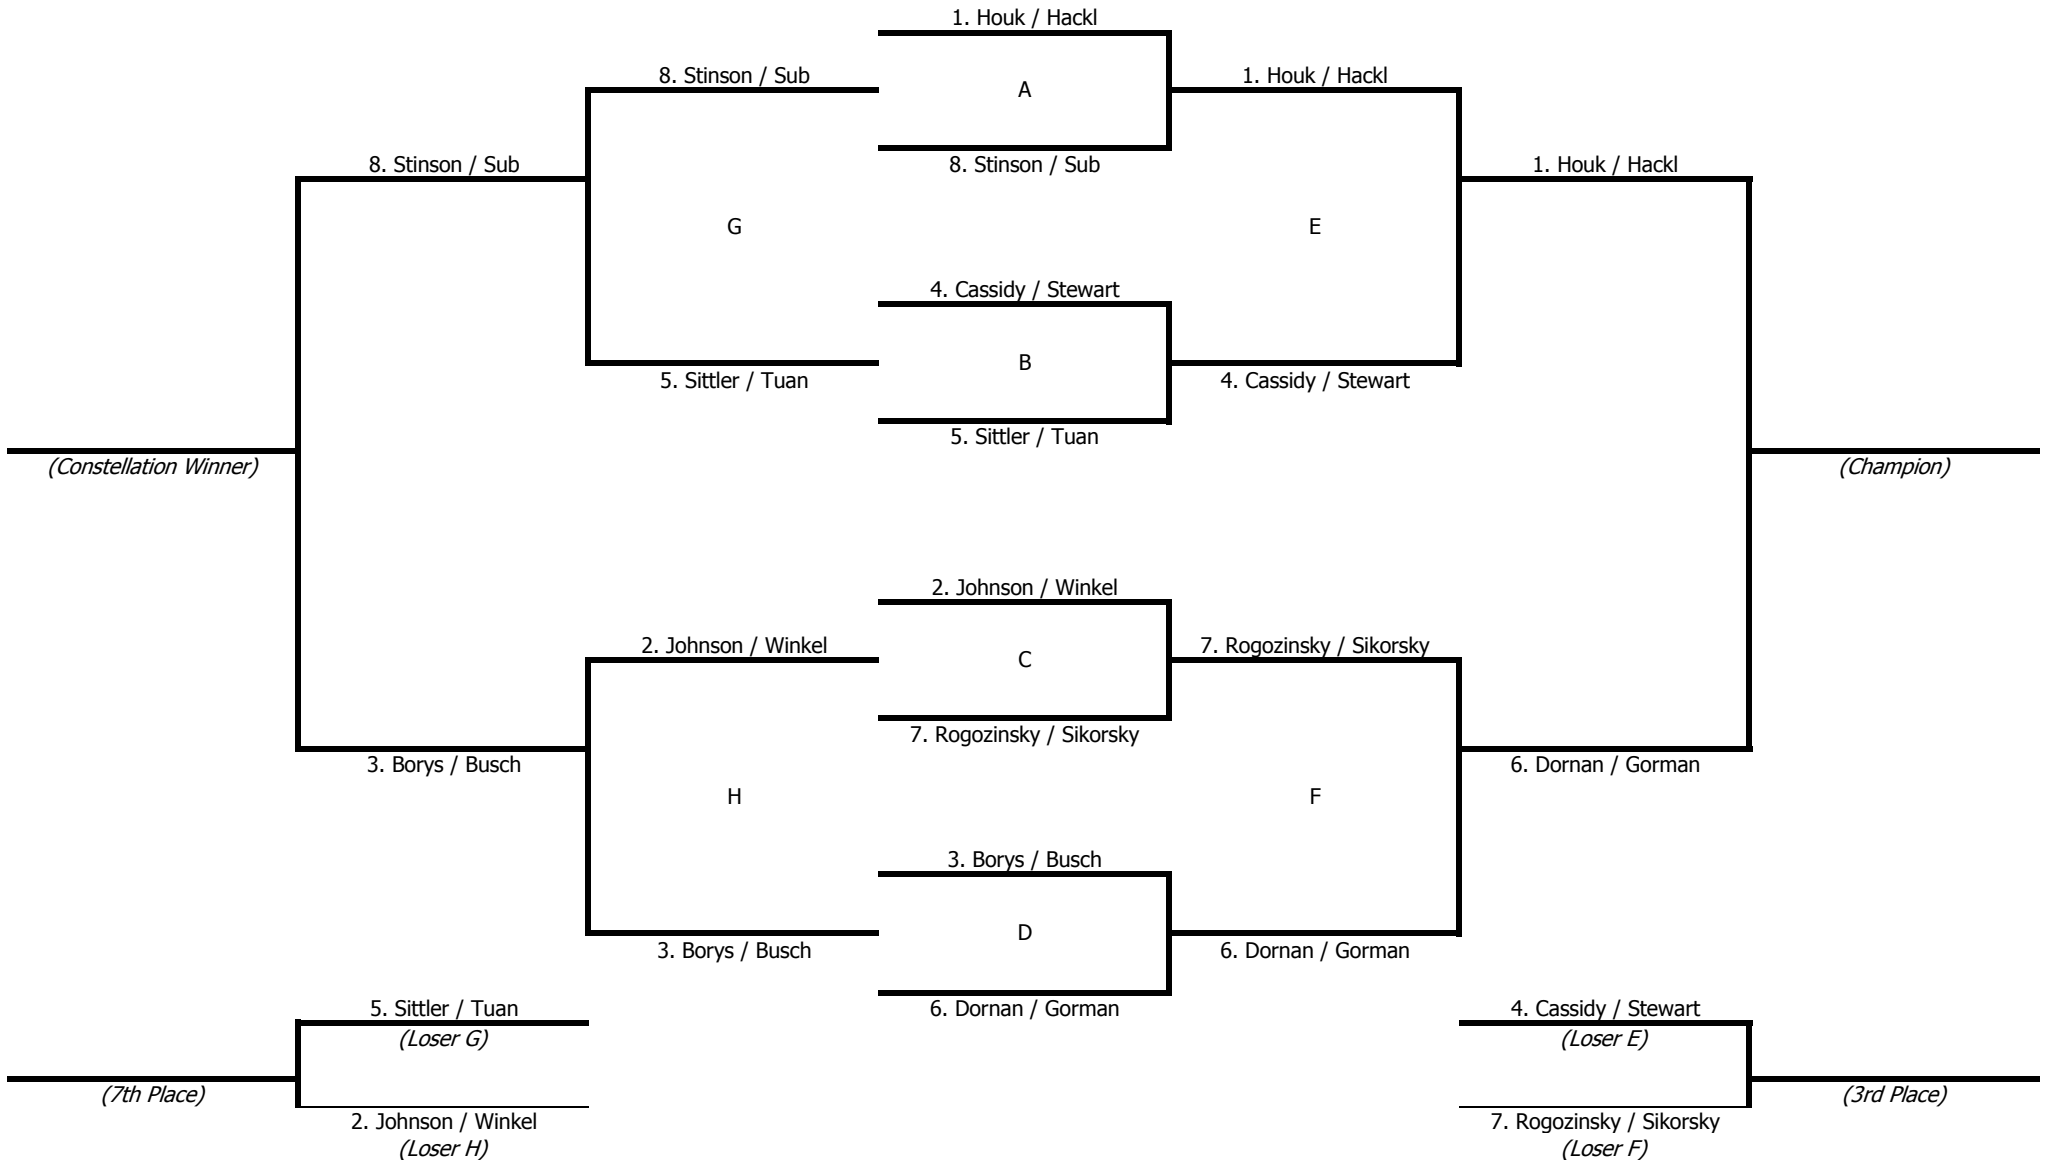 1. Houk / Hackl
8. Stinson / Sub
A
1. Houk / Hackl
8. Stinson / Sub
8. Stinson / Sub
1. Houk / Hackl
G
E
4. Cassidy / Stewart
B
5. Sittler / Tuan
4. Cassidy / Stewart
5. Sittler / Tuan
(Constellation Winner)
(Champion)
2. Johnson / Winkel
2. Johnson / Winkel
C
7. Rogozinsky / Sikorsky
7. Rogozinsky / Sikorsky
3. Borys / Busch
6. Dornan / Gorman
H
F
3. Borys / Busch
D
3. Borys / Busch
6. Dornan / Gorman
5. Sittler / Tuan
6. Dornan / Gorman
4. Cassidy / Stewart
(Loser G)
(Loser E)
(7th Place)
(3rd Place)
2. Johnson / Winkel
7. Rogozinsky / Sikorsky
(Loser H)
(Loser F)